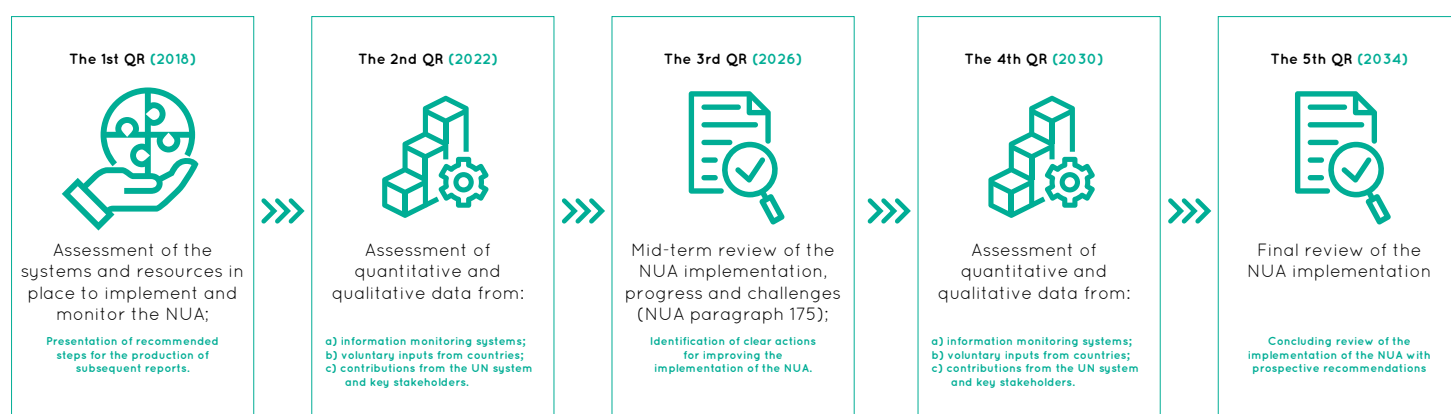 The 1st QR (2018)
Assessment of the
systems and resources in
place to implement and
monitor the NUA;
Presentation of recommended
steps for the production of
subsequent reports.
The 2nd QR (2022)
Assessment of
quantitative and
qualitative data from:
a) information monitoring systems;
b) voluntary inputs from countries;
c) contributions from the UN system
and key stakeholders.
The 3rd QR (2026)
Mid-term review of the
NUA implementation,
progress and challenges
(NUA paragraph 175);
Identification of clear actions
for improving the
implementation of the NUA.
The 4th QR (2030)
Assessment of
quantitative and
qualitative data from:
a) information monitoring systems;
b) voluntary inputs from countries;
c) contributions from the UN system
and key stakeholders.
The 5th QR (2034)
Final review of the
NUA implementation
Concluding review of the
implementation of the NUA with
prospective recommendations